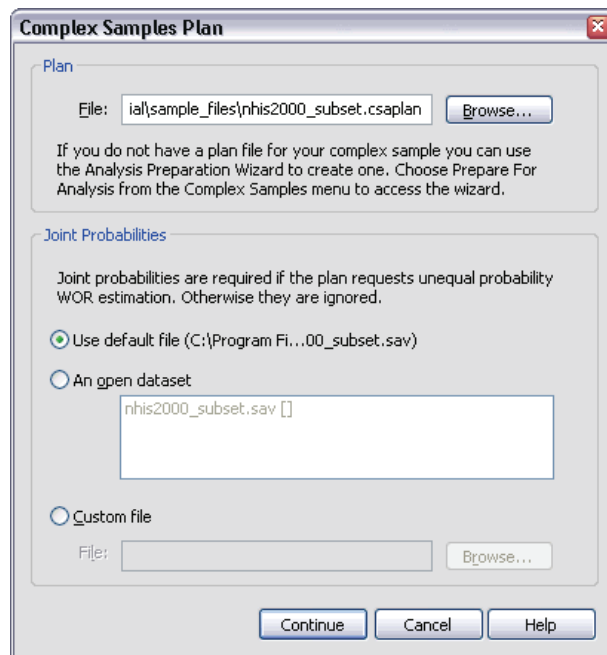 Complex Samples Plan
Plan
File: ial\sample_files\nhis2000_subset.csaplan Browse...
If you do not have a plan file for your complex sample you can use
the Analysis Preparation Wizard to create one. Choose Prepare For
Analysis from the Complex Samples menu to access the wizard.
Joint Probabilities
Joint probabilities are required if the plan requests unequal probability
WOR estimation. Otherwise they are ignored.
Use default file (C:\Program Fi...00_subset.sav)
An open dataset
nhis2000_subset.sav []
Custom file
File: Browse...
Continue Cancel Help